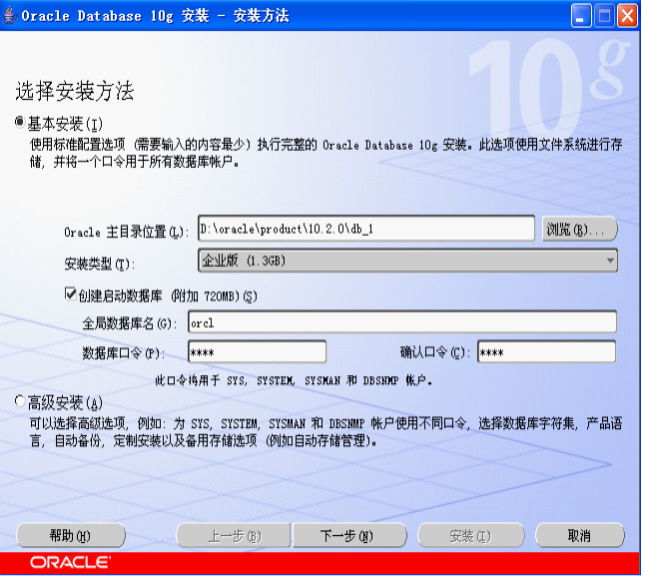 Oracle Database 10g 安装 - 安装方法
10g
选择安装方法
基本安装(I)
使用标准配置选项 (需要输入的内容最少) 执行完整的 Oracle Database 10g 安装。此选项使用文件系统进行存
储, 并将一个口令用于所有数据库帐户。
Oracle 主目录位置(L): D:\oracle\product\10.2.0\db_1 浏览(R)...
安装类型(T): 企业版 (1.3GB)
创建启动数据库 (附加 720MB)(S)
全局数据库名(G): orcl
数据库口令(P): **** 确认口令(C): ****
此口令将用于 SYS, SYSTEM, SYSMAN 和 DBSNMP 帐户。
高级安装(A)
可以选择高级选项, 例如: 为 SYS, SYSTEM, SYSMAN 和 DBSNMP 帐户使用不同口令, 选择数据库字符集, 产品语
言, 自动备份, 定制安装以及备用存储选项 (例如自动存储管理)。
帮助(H) 上一步(B) 下一步(N) 安装(I) 取消
ORACLE